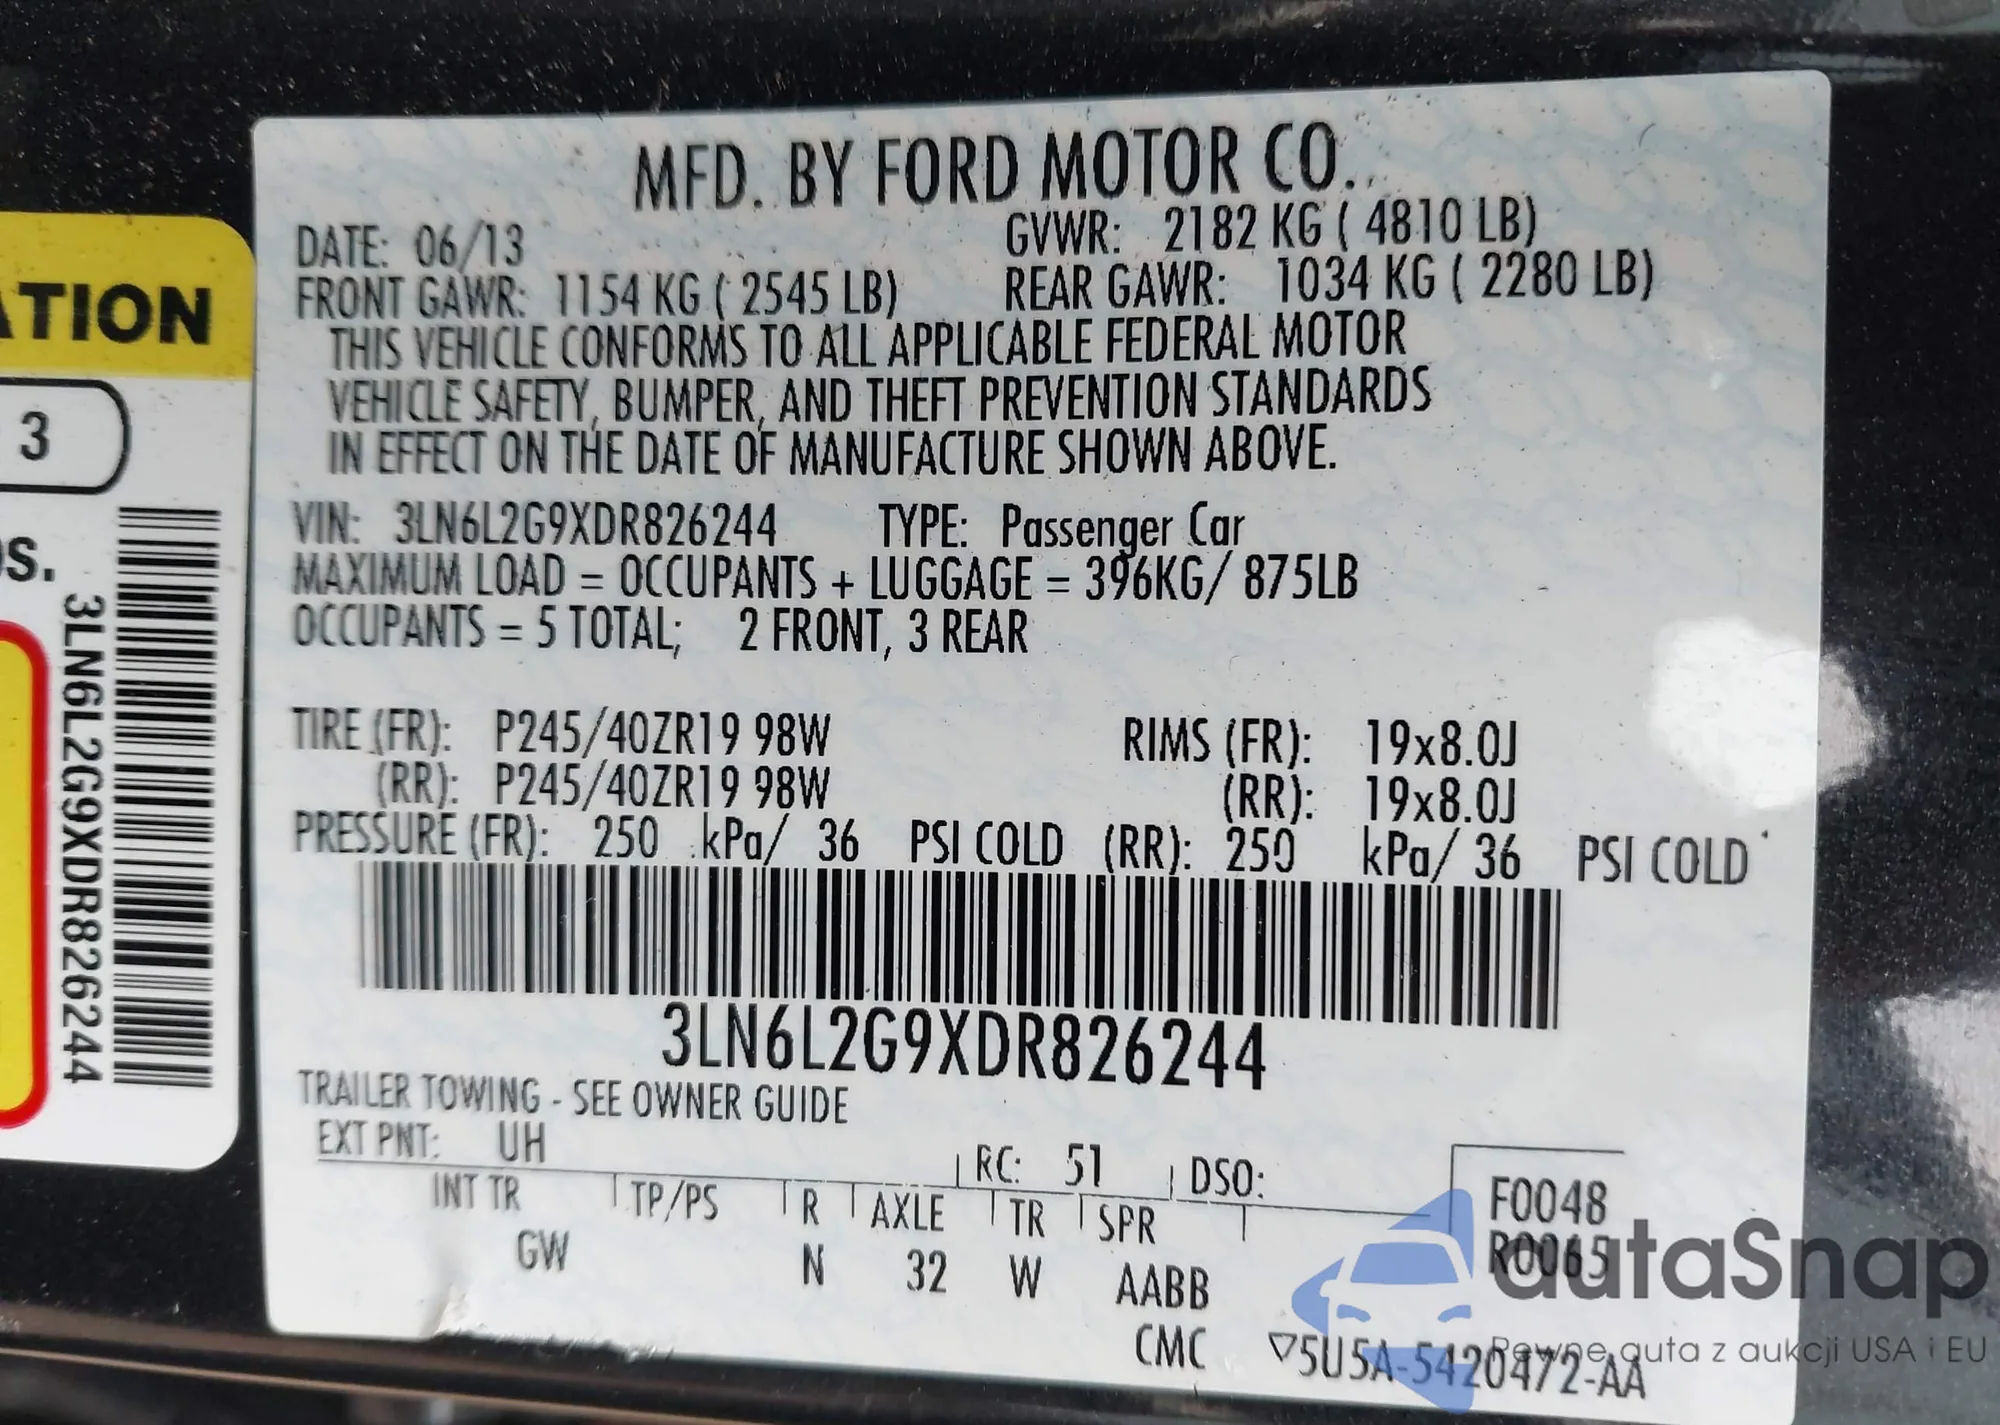 ATION
3
s.
3LN6L2G9XDR826244
MFD. BY FORD MOTOR CO.
DATE: 06/13 GVWR: 2182 KG ( 4810 LB)
FRONT GAWR: 1154 KG ( 2545 LB) REAR GAWR: 1034 KG ( 2280 LB)
THIS VEHICLE CONFORMS TO ALL APPLICABLE FEDERAL MOTOR
VEHICLE SAFETY, BUMPER, AND THEFT PREVENTION STANDARDS
IN EFFECT ON THE DATE OF MANUFACTURE SHOWN ABOVE.
VIN: 3LN6L2G9XDR826244 TYPE: Passenger Car
MAXIMUM LOAD = OCCUPANTS + LUGGAGE = 396KG/ 875LB
OCCUPANTS = 5 TOTAL; 2 FRONT, 3 REAR
TIRE (FR): P245/40ZR19 98W RIMS (FR): 19x8.0J
(RR): P245/40ZR19 98W (RR): 19x8.0J
PRESSURE (FR): 250 kPa/ 36 PSI COLD (RR): 250 kPa/ 36 PSI COLD
3LN6L2G9XDR826244
TRAILER TOWING - SEE OWNER GUIDE
EXT PNT: UH RC: 51 DSO:
INT TR TP/PS R AXLE TR SPR
GW N 32 W AABB
F0048
R0065
CMC ▽5U5A-5420472-AA
autaSnap
Pewne auta z aukcji USA i EU